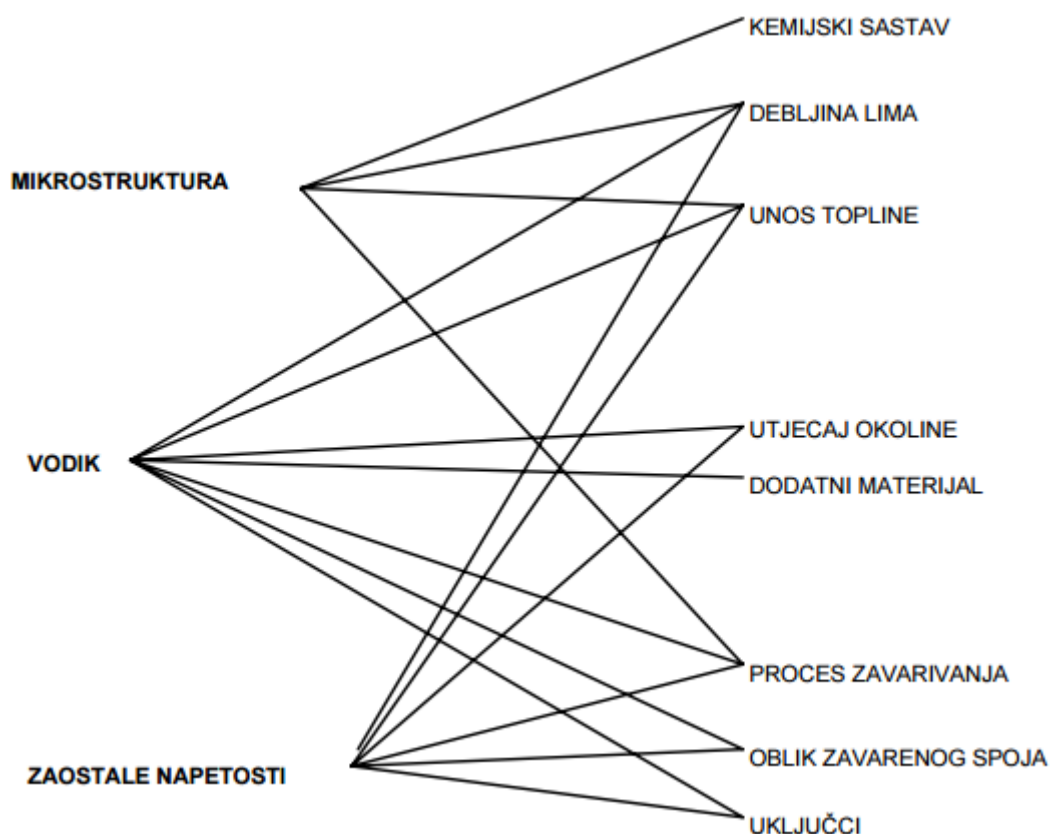 KEMIJSKI SASTAV
DEBLJINA LIMA
MIKROSTRUKTURA
UNOS TOPLINE
UTJECAJ OKOLINE
VODIK
DODATNI MATERIJAL
PROCES ZAVARIVANJA
OBLIK ZAVARENOG SPOJA
ZAOSTALE NAPETOSTI
UKLJUČCI